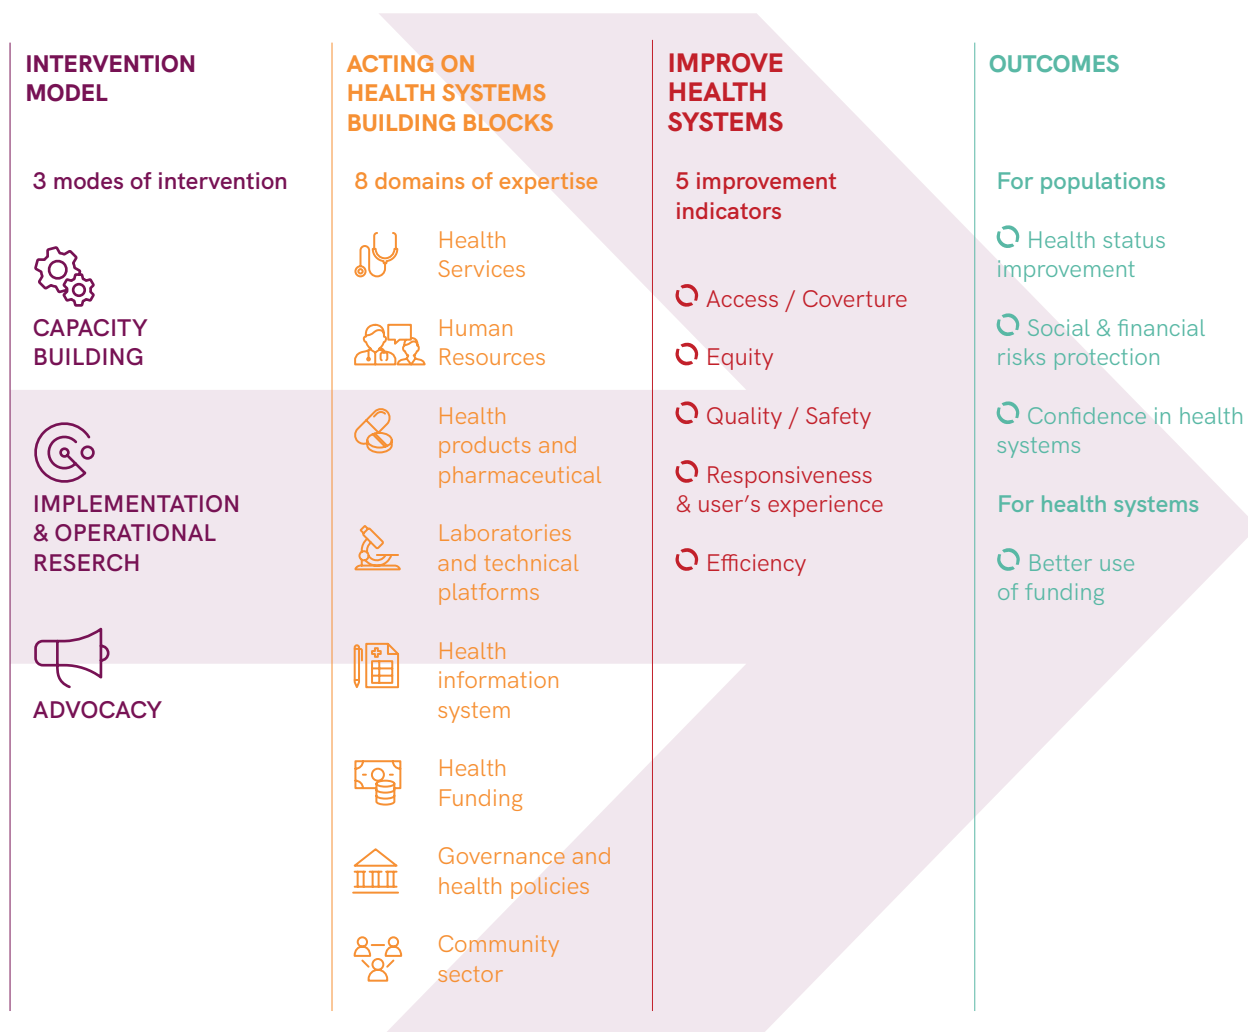 INTERVENTION
MODEL
3 modes of intervention
CAPACITY
BUILDING
IMPLEMENTATION
& OPERATIONAL
RESERCH
ADVOCACY
ACTING ON
HEALTH SYSTEMS
BUILDING BLOCKS
8 domains of expertise
Health
Services
Human
Resources
Health
products and
pharmaceutical
Laboratories
and technical
platforms
Health
information
system
Health
Funding
Governance and
health policies
Community
sector
IMPROVE
HEALTH
SYSTEMS
5 improvement
indicators
Access / Coverture
Equity
Quality / Safety
Responsiveness
& user’s experience
Efficiency
OUTCOMES
For populations
Health status
improvement
Social & financial
risks protection
Confidence in health
systems
For health systems
Better use
of funding